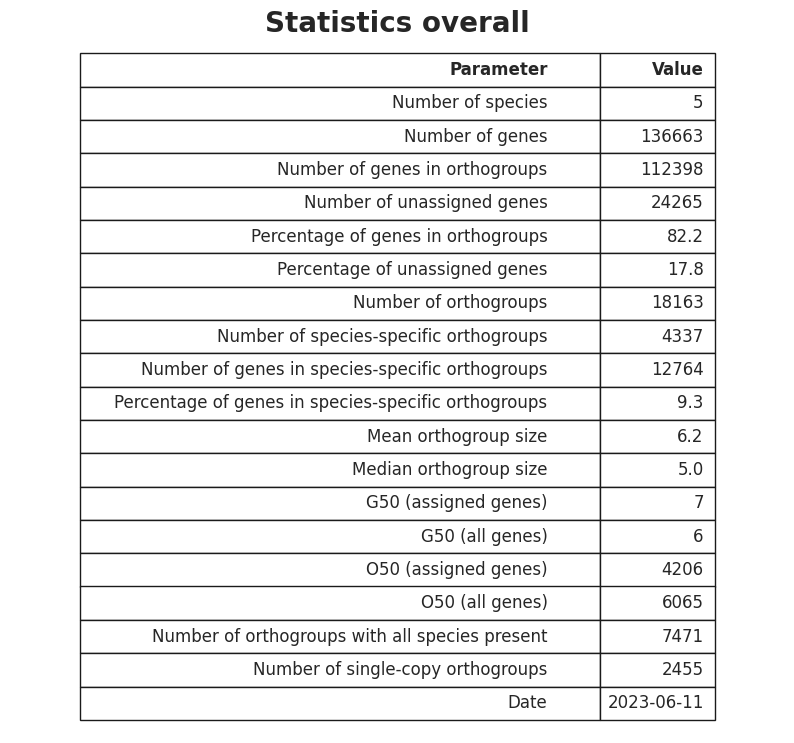 Statistics overall
Parameter Value
Number of species 5
Number of genes 136663
Number of genes in orthogroups 112398
Number of unassigned genes 24265
Percentage of genes in orthogroups 82.2
Percentage of unassigned genes 17.8
Number of orthogroups 18163
Number of species-specific orthogroups 4337
Number of genes in species-specific orthogroups 12764
Percentage of genes in species-specific orthogroups 9.3
Mean orthogroup size 6.2
Median orthogroup size 5.0
G50 (assigned genes) 7
G50 (all genes) 6
O50 (assigned genes) 4206
O50 (all genes) 6065
Number of orthogroups with all species present 7471
Number of single-copy orthogroups 2455
Date 2023-06-11